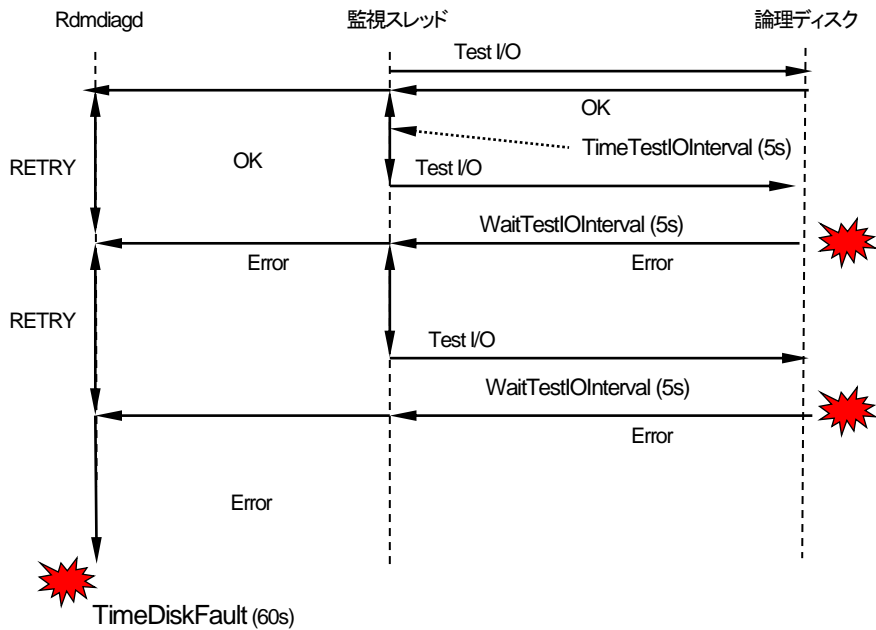 Rdmdiagd
監視スレッド
論理ディスク
Test I/O
OK
TimeTestIOInterval (5s)
RETRY
OK
Test I/O
WaitTestIOInterval (5s)
Error
Error
RETRY
Test I/O
WaitTestIOInterval (5s)
Error
Error
TimeDiskFault (60s)